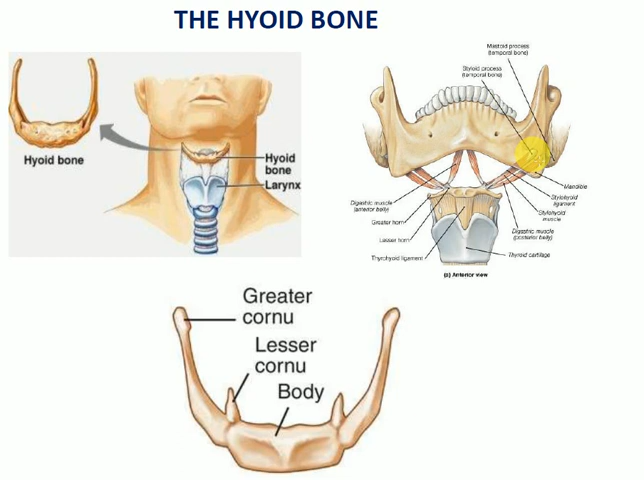 THE HYOID BONE
Hyoid bone
Hyoid
bone
Larynx
Mastoid process
(temporal bone)
Styloid process
(temporal bone)
Mandible
Stylohyoid
ligament
Stylohyoid
muscle
Digastric muscle
(posterior belly)
Thyroid cartilage
Digastric muscle
(anterior belly)
Greater horn
Lesser horn
Thyrohyoid ligament
(a) Anterior view
Greater
cornu
Lesser
cornu
Body